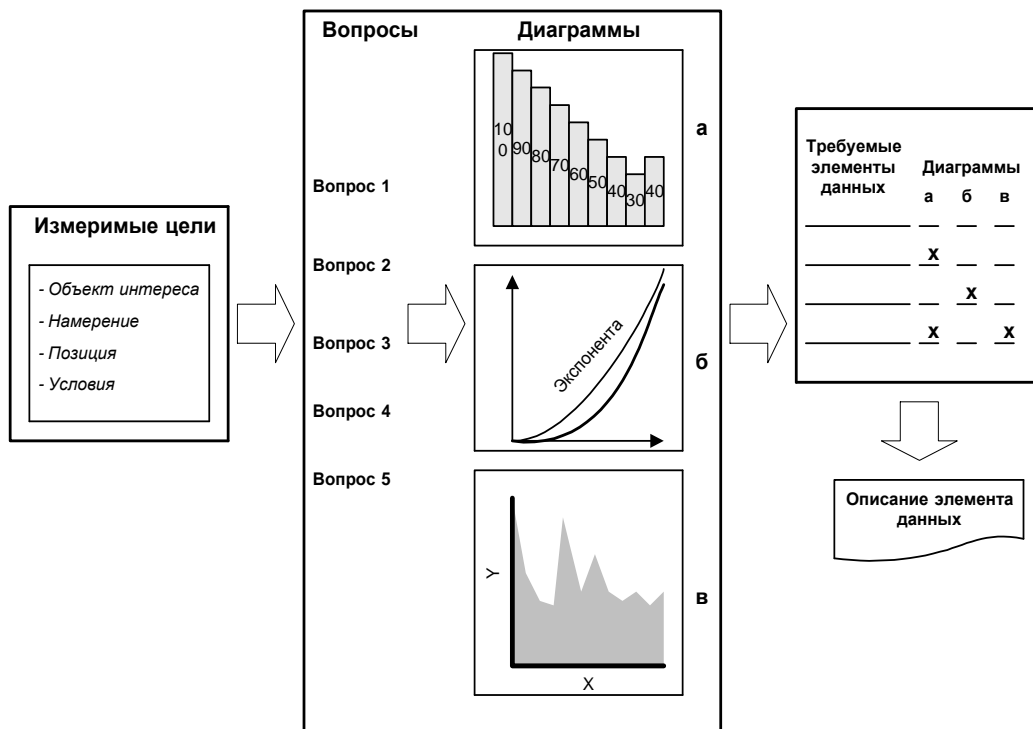 Измеримые цели
- Объект интереса
- Намерение
- Позиция
- Условия
Вопросы
Вопрос 1
Вопрос 2
Вопрос 3
Вопрос 4
Вопрос 5
Диаграммы
10
0
90
80
70
60
50
40
30
40
а
Экспонента
б
Y
X
в
Требуемые
элементы
данных
Диаграммы
а б в
х
х
х х
Описание элемента
данных